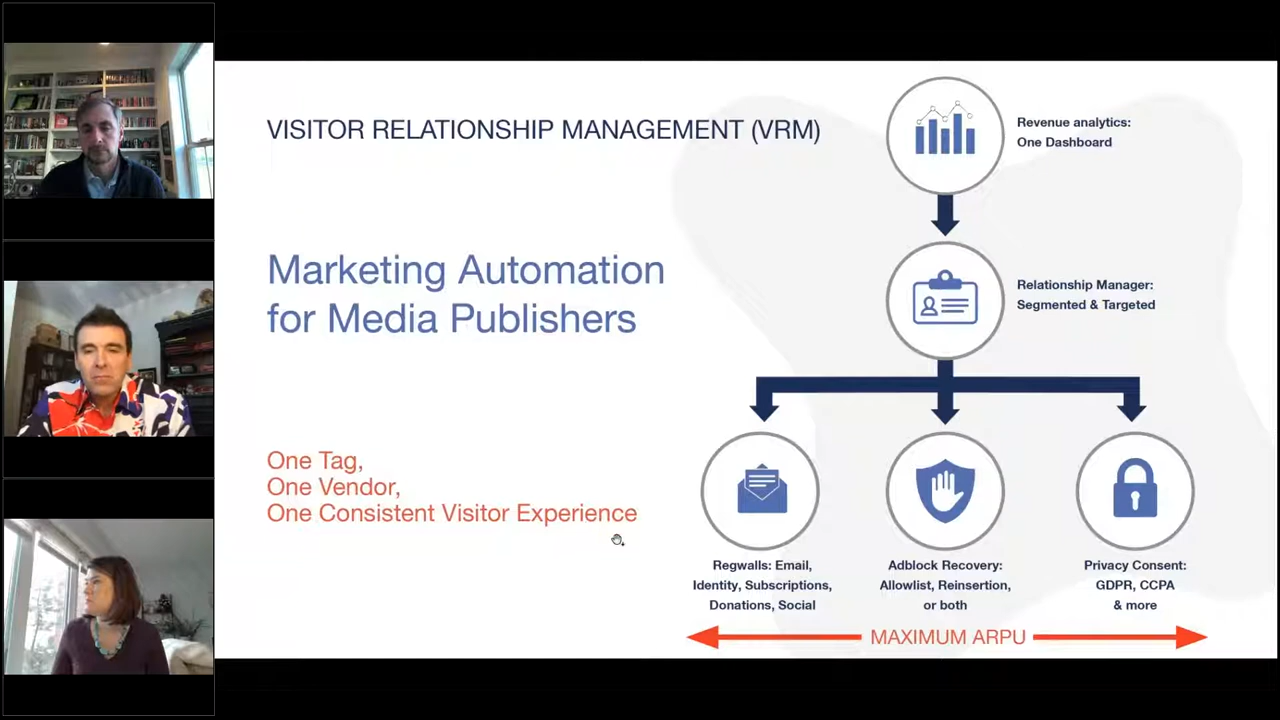 VISITOR RELATIONSHIP MANAGEMENT (VRM)
Marketing Automation
for Media Publishers
One Tag,
One Vendor,
One Consistent Visitor Experience
Revenue analytics:
One Dashboard
Relationship Manager:
Segmented & Targeted
Regwalls: Email,
Identity, Subscriptions,
Donations, Social
Adblock Recovery:
Allowlist, Reinsertion,
or both
Privacy Consent:
GDPR, CCPA
& more
MAXIMUM ARPU